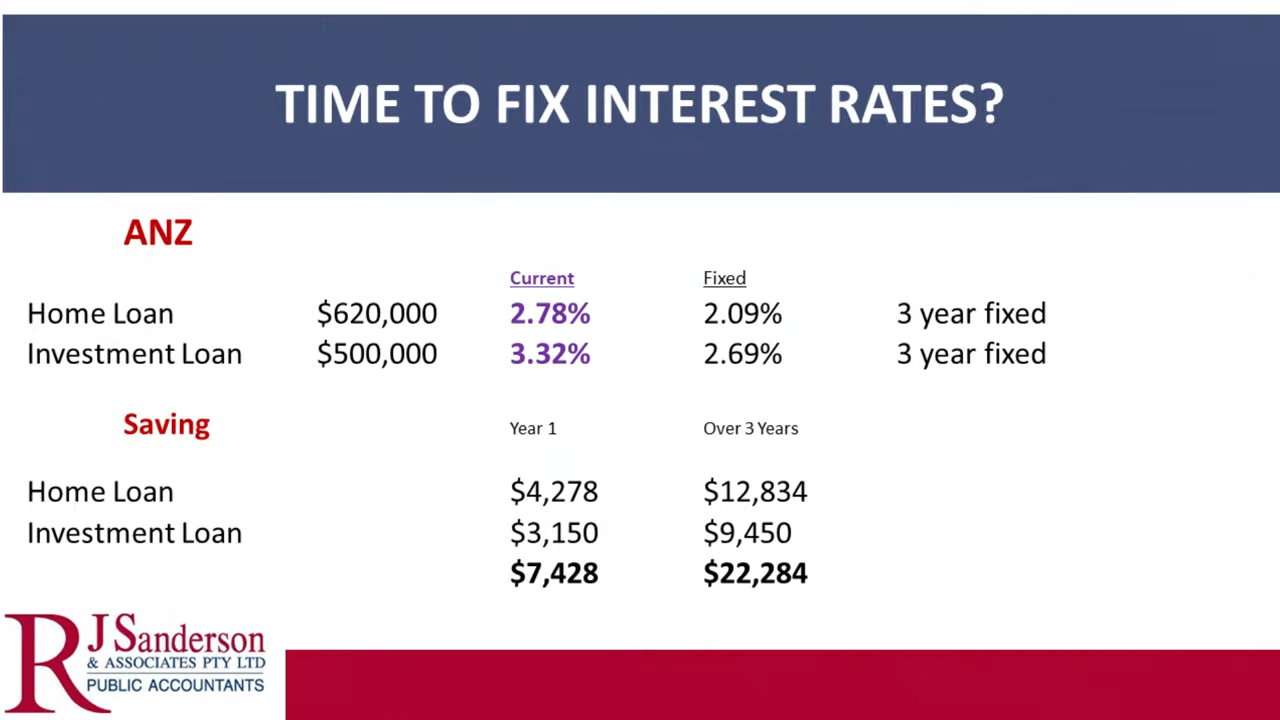 TIME TO FIX INTEREST RATES?
ANZ
Current Fixed
Home Loan $620,000 2.78% 2.09% 3 year fixed
Investment Loan $500,000 3.32% 2.69% 3 year fixed
Saving Year 1 Over 3 Years
Home Loan $4,278 $12,834
Investment Loan $3,150 $9,450
$7,428 $22,284
RJSanderson
& ASSOCIATES PTY LTD
PUBLIC ACCOUNTANTS